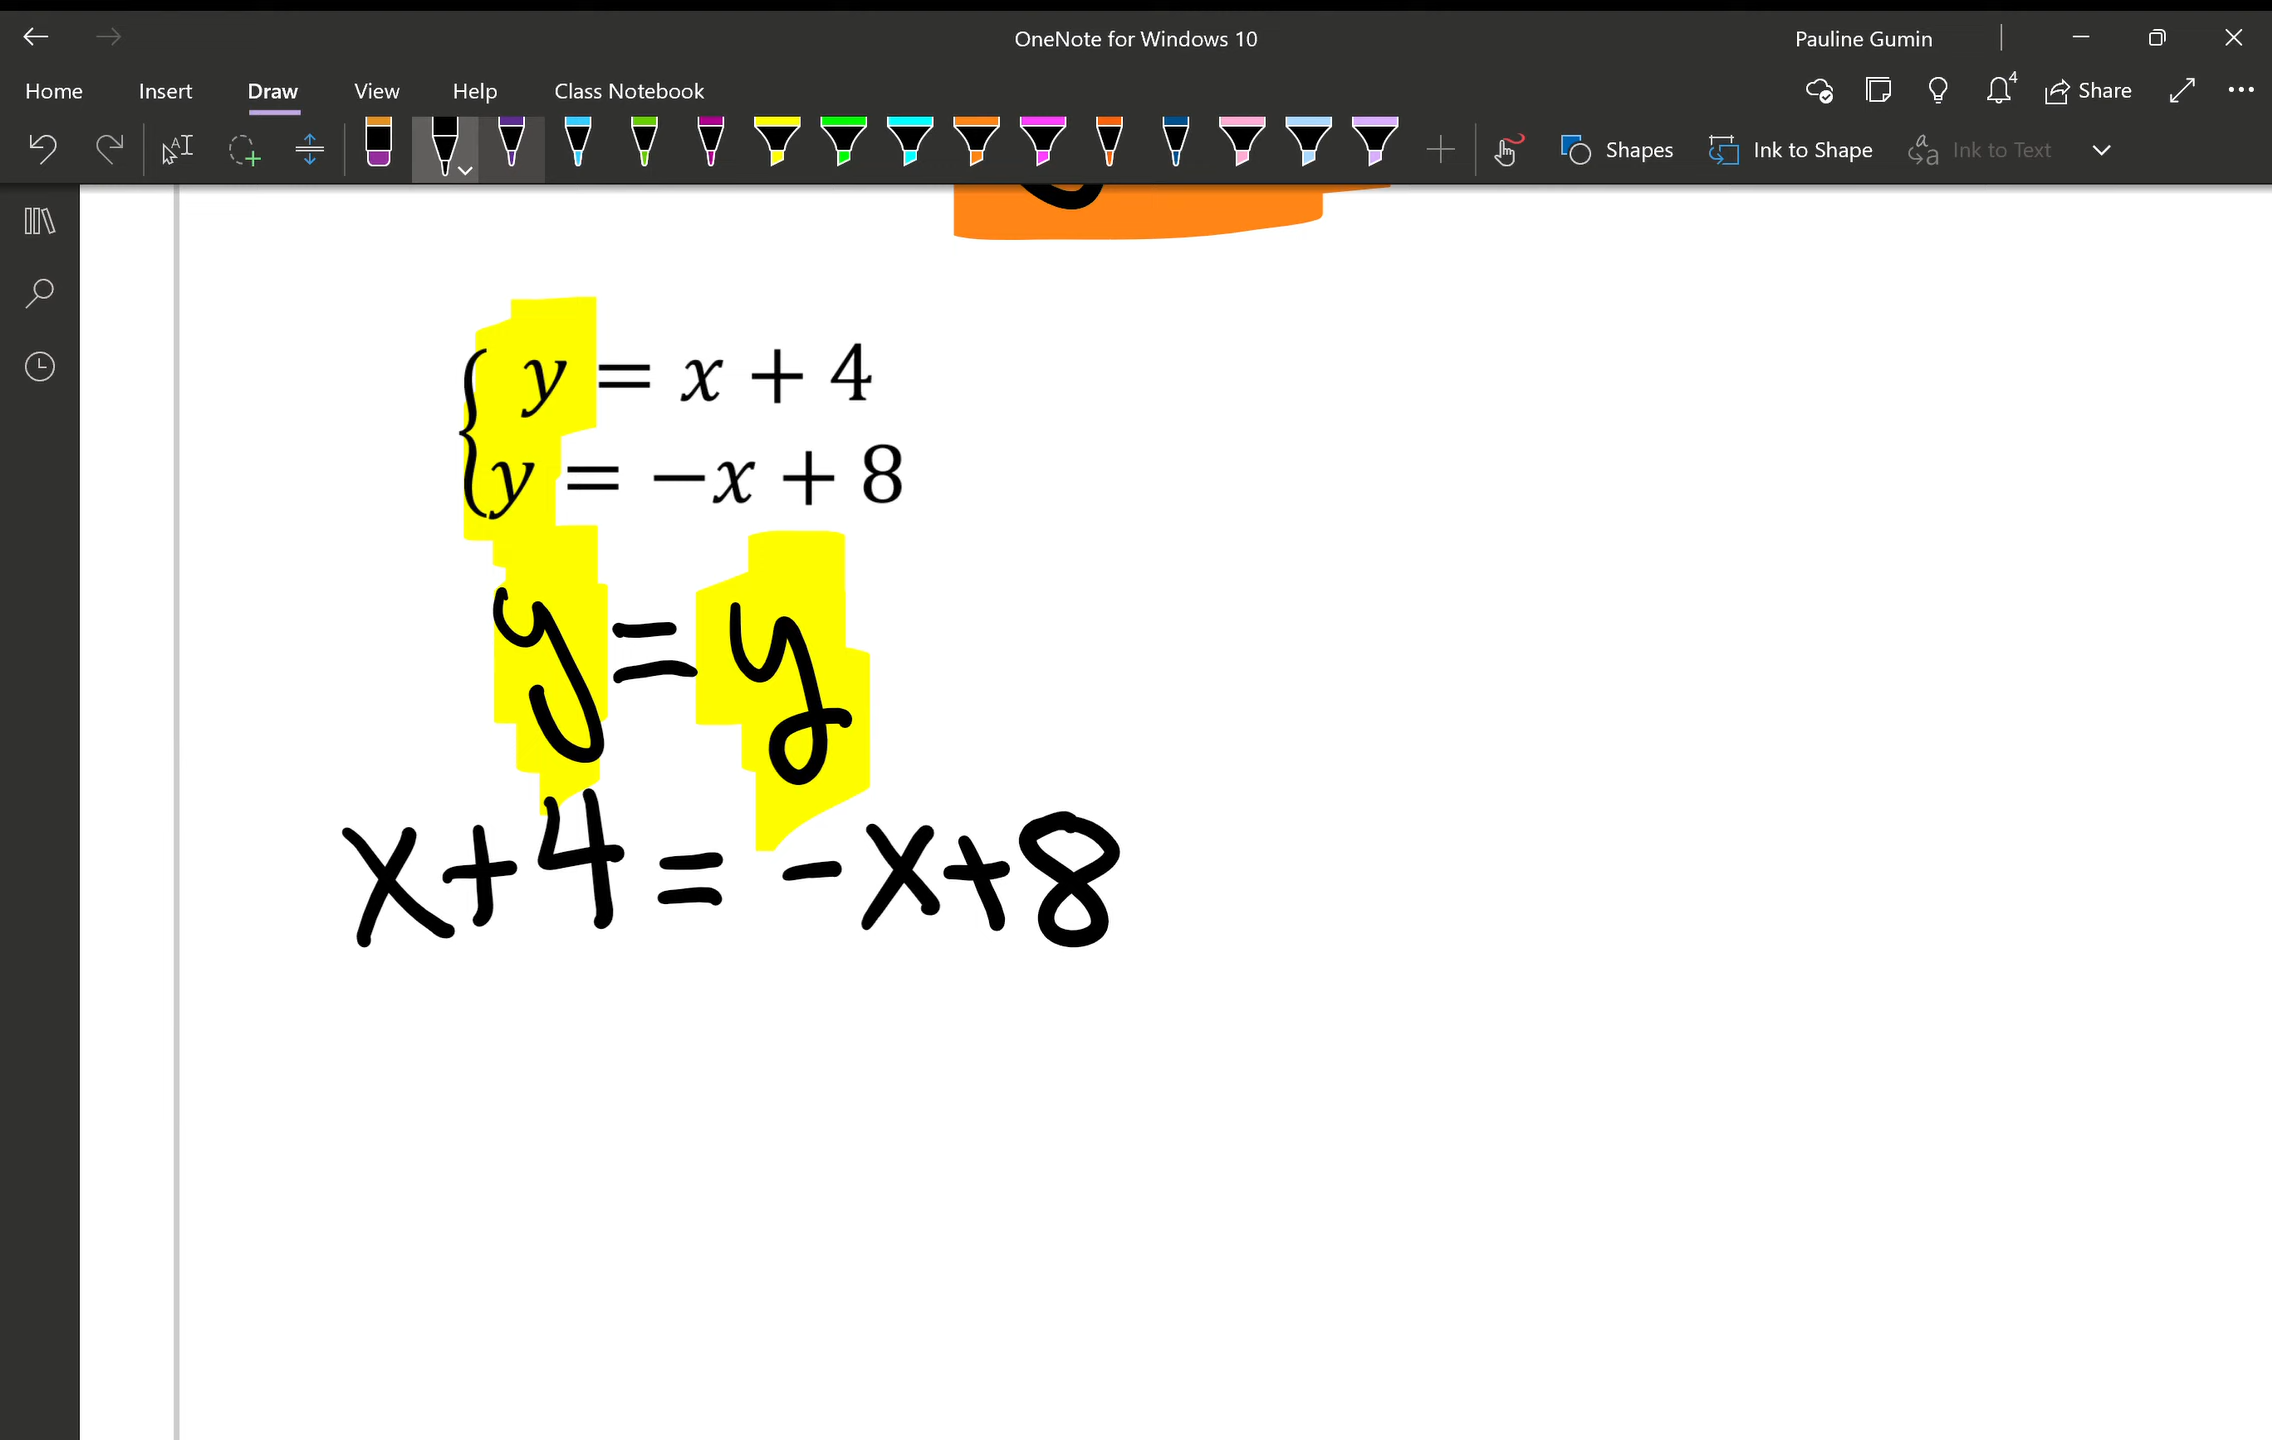 OneNote for Windows 10
Pauline Gumin
Home Insert Draw View Help Class Notebook
4 Share
Shapes Ink to Shape Ink to Text
y = x + 4
y = −x + 8
y = y
x+4 = -x+8